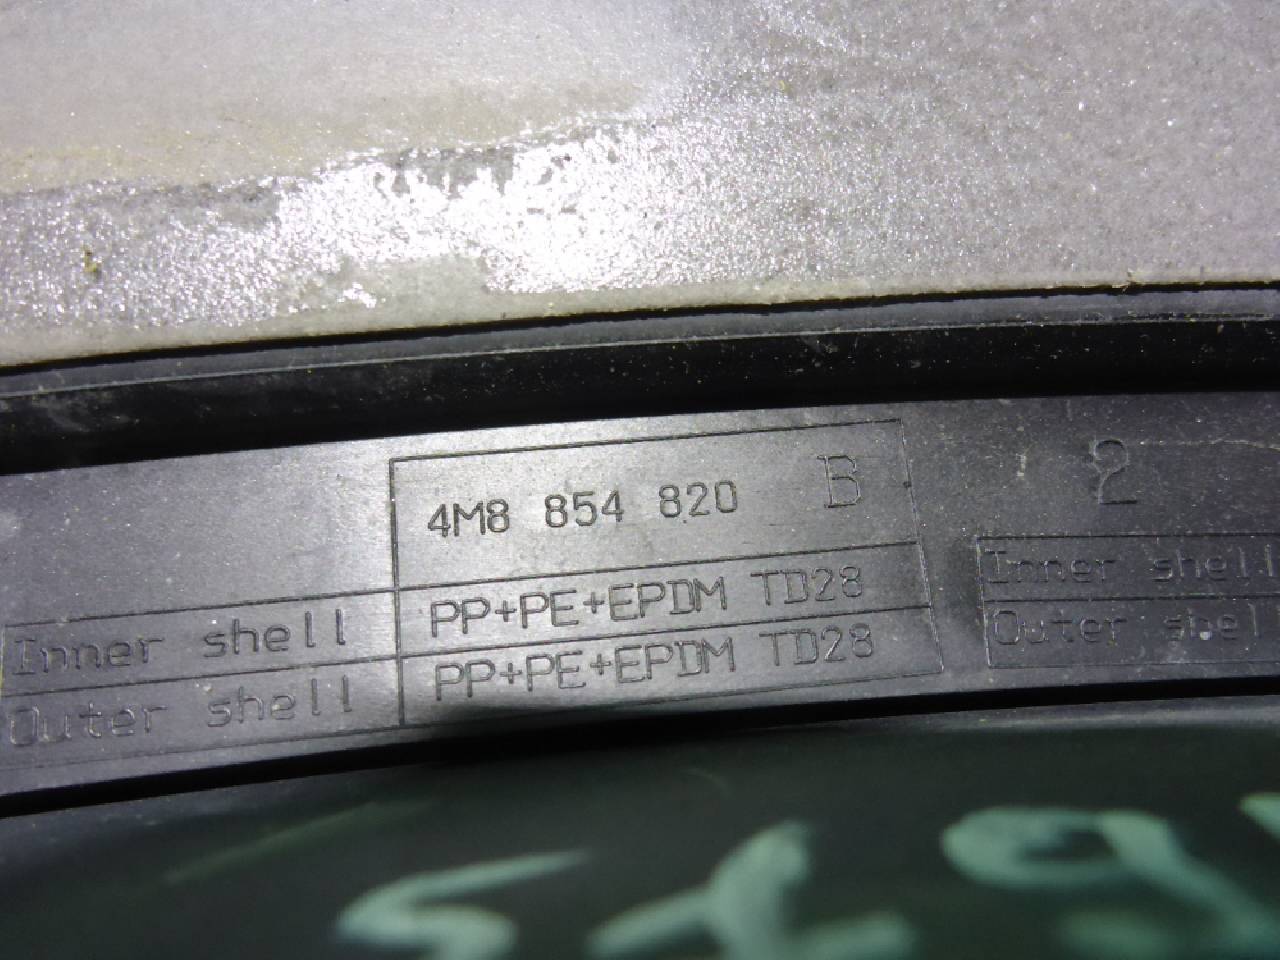 4M8 854 820 B
2
Inner shell PP+PE+EPDM TD28
Outer shell PP+PE+EPDM TD28
Inner shell
Outer shel